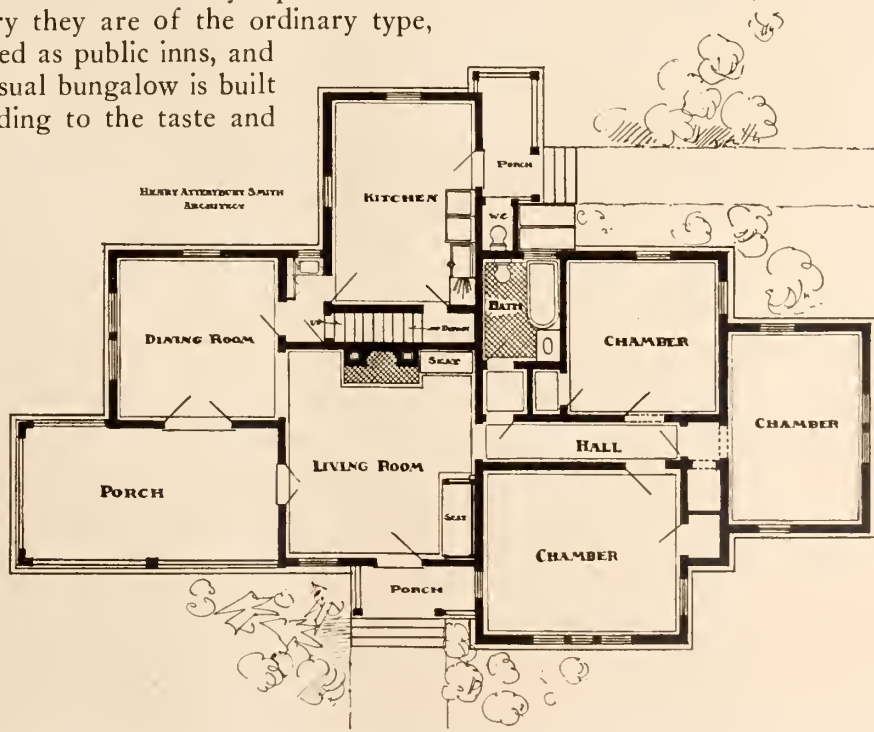 ry they are of the ordinary type,
ed as public inns, and
sual bungalow is built
ding to the taste and
HENRY ATTERBURY SMITH
ARCHITECT
KITCHEN
PORCH
WC
DINING ROOM
UP
DOWN
BATH
CHAMBER
SEAT
CHAMBER
HALL
LIVING ROOM
PORCH
SEAT
CHAMBER
PORCH